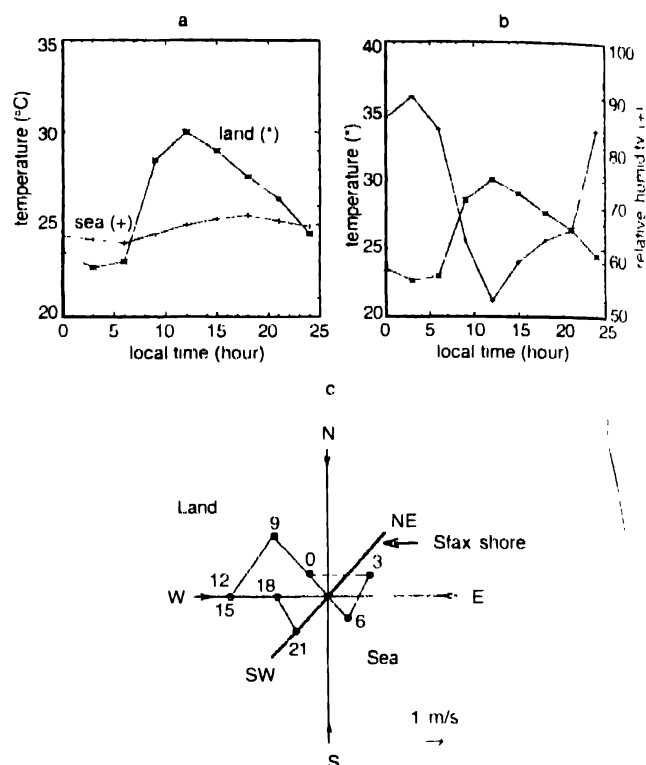 a
35
30
25
20
temperature (°C)
land (*)
sea (+)
0 5 10 15 20 25
local time (hour)
b
40
35
30
25
20
temperature (*)
100
90
80
70
60
50
relative humidity (+)
0 5 10 15 20 25
local time (hour)
c
N
Land
NE
9
Sfax shore
0
3
12
18
W
E
15
6
21
Sea
SW
1 m/s
S